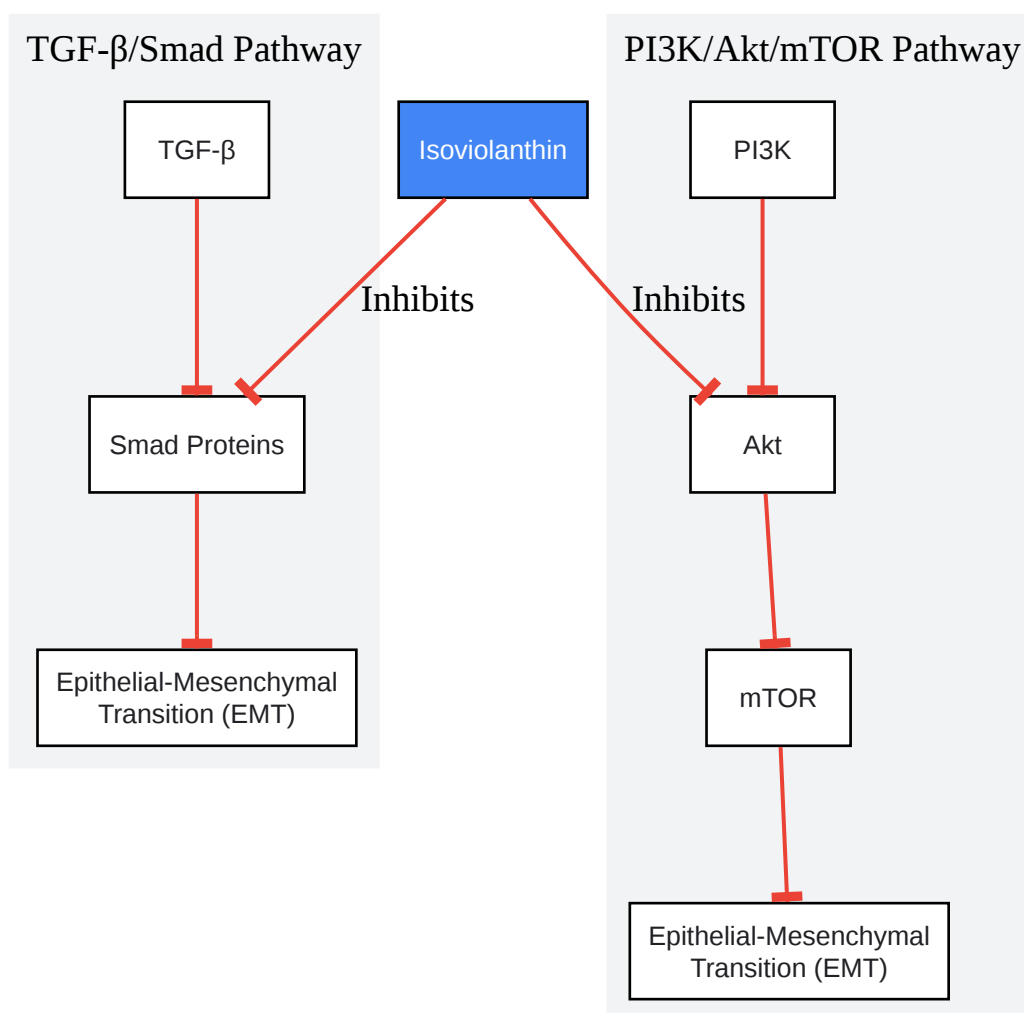 TGF-β/Smad Pathway
PI3K/Akt/mTOR Pathway
TGF-β
Isoviolanthin
PI3K
Inhibits
Inhibits
Smad Proteins
Akt
Epithelial-Mesenchymal
Transition (EMT)
mTOR
Epithelial-Mesenchymal
Transition (EMT)